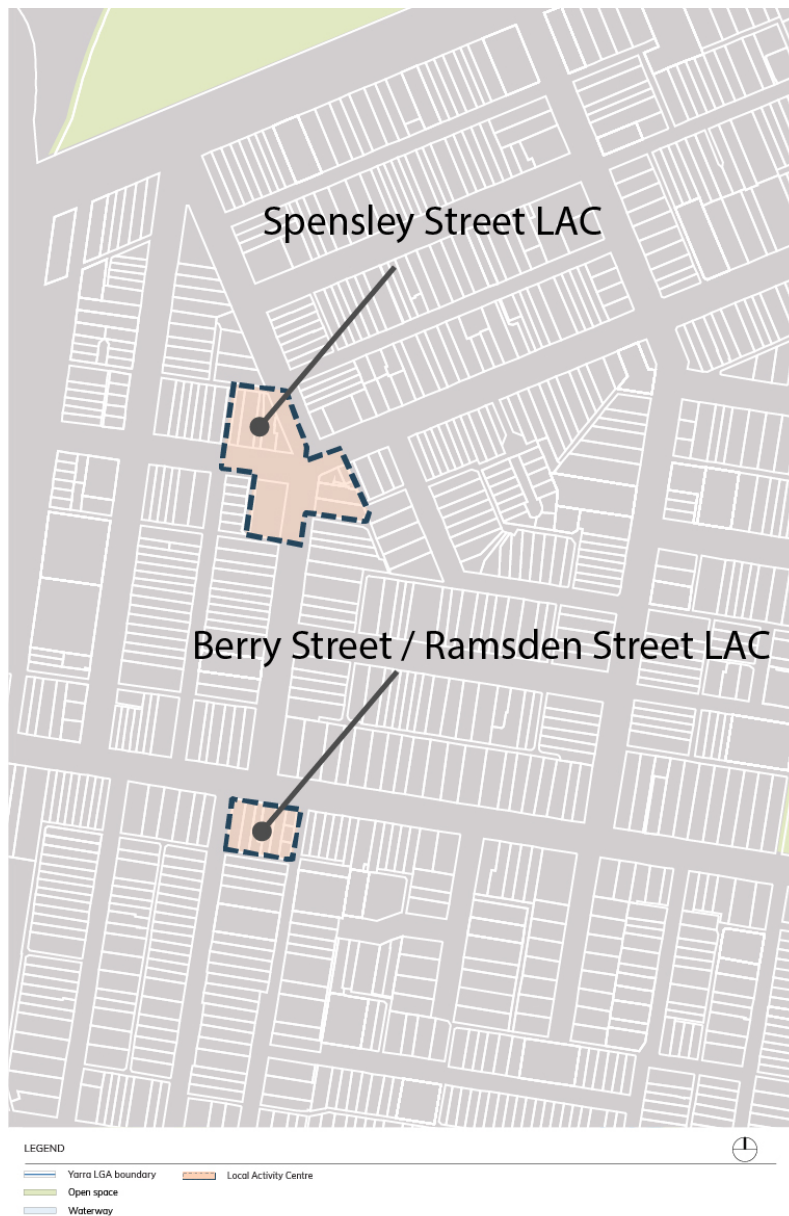 Spensley Street LAC
Berry Street / Ramsden Street LAC
LEGEND
Yarra LGA boundary
Local Activity Centre
Open space
Waterway